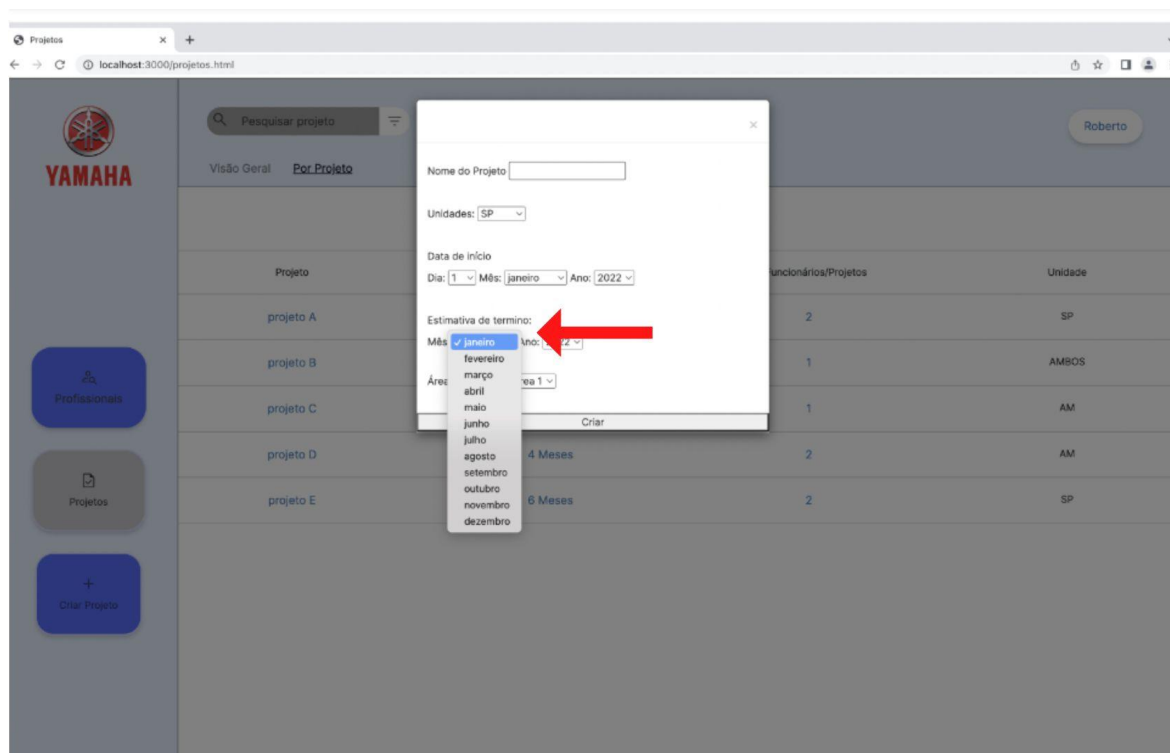 Projetos
localhost:3000/projetos.html
Pesquisar projeto
Roberto
YAMAHA
Visão Geral Por Projeto
Nome do Projeto
Unidades: SP
Data de início
Dia: 1 Mês: janeiro Ano: 2022
Estimativa de termino:
Mês janeiro
fevereiro
março
abril
maio
junho
julho
agosto
setembro
outubro
novembro
dezembro
Criar
Projeto Funcionários/Projetos Unidade
projeto A 2 SP
projeto B 1 AMBOS
projeto C 1 AM
projeto D 4 Meses 2 AM
projeto E 6 Meses 2 SP
Profissionais
Projetos
Criar Projeto